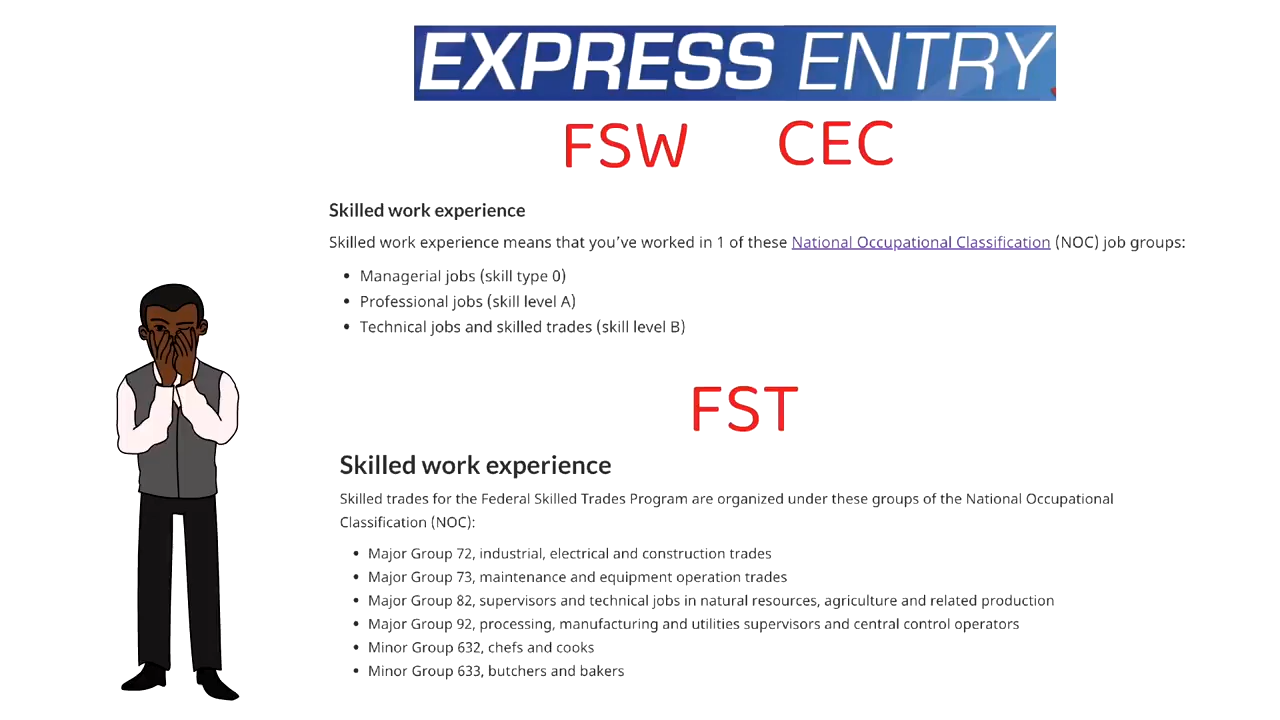 EXPRESS ENTRY
FSW CEC
Skilled work experience
Skilled work experience means that you’ve worked in 1 of these National Occupational Classification (NOC) job groups:
• Managerial jobs (skill type 0)
• Professional jobs (skill level A)
• Technical jobs and skilled trades (skill level B)
FST
Skilled work experience
Skilled trades for the Federal Skilled Trades Program are organized under these groups of the National Occupational
Classification (NOC):
• Major Group 72, industrial, electrical and construction trades
• Major Group 73, maintenance and equipment operation trades
• Major Group 82, supervisors and technical jobs in natural resources, agriculture and related production
• Major Group 92, processing, manufacturing and utilities supervisors and central control operators
• Minor Group 632, chefs and cooks
• Minor Group 633, butchers and bakers